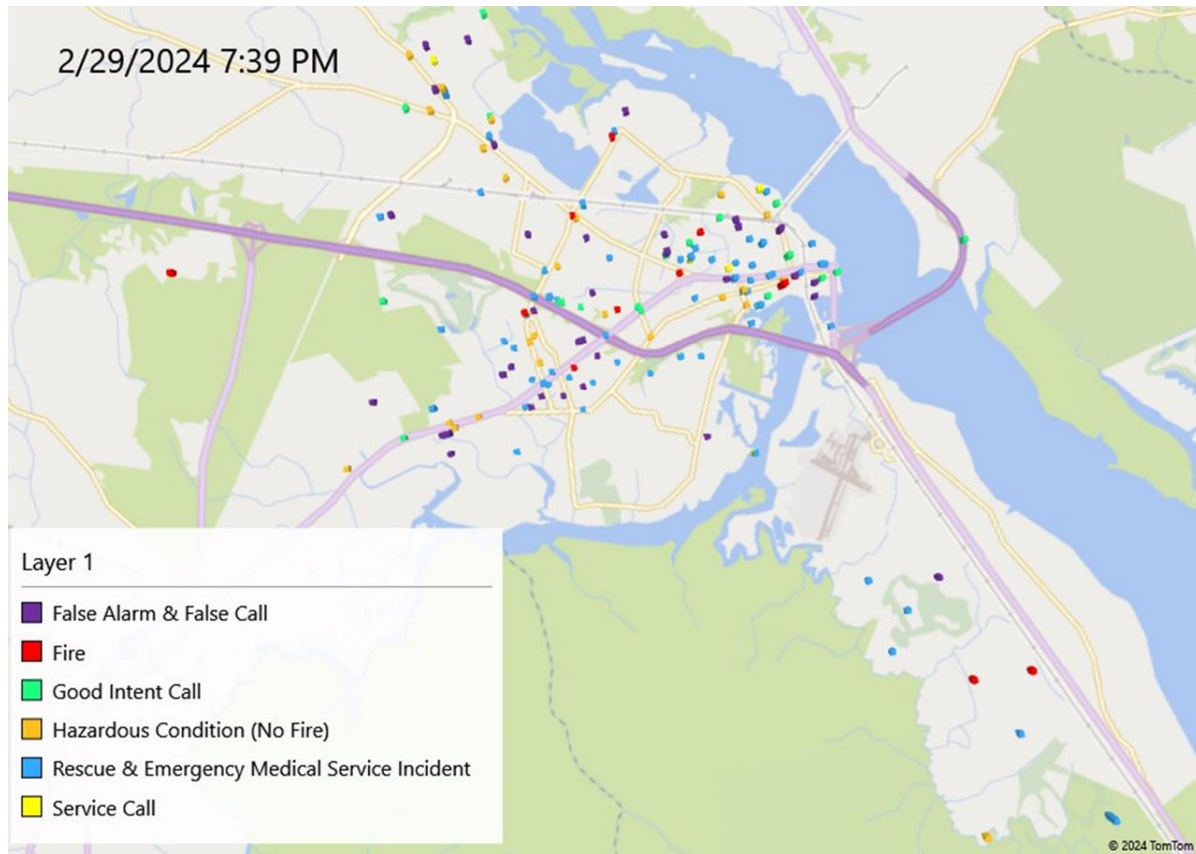 2/29/2024 7:39 PM
Layer 1
False Alarm & False Call
Fire
Good Intent Call
Hazardous Condition (No Fire)
Rescue & Emergency Medical Service Incident
Service Call
© 2024 TomTom